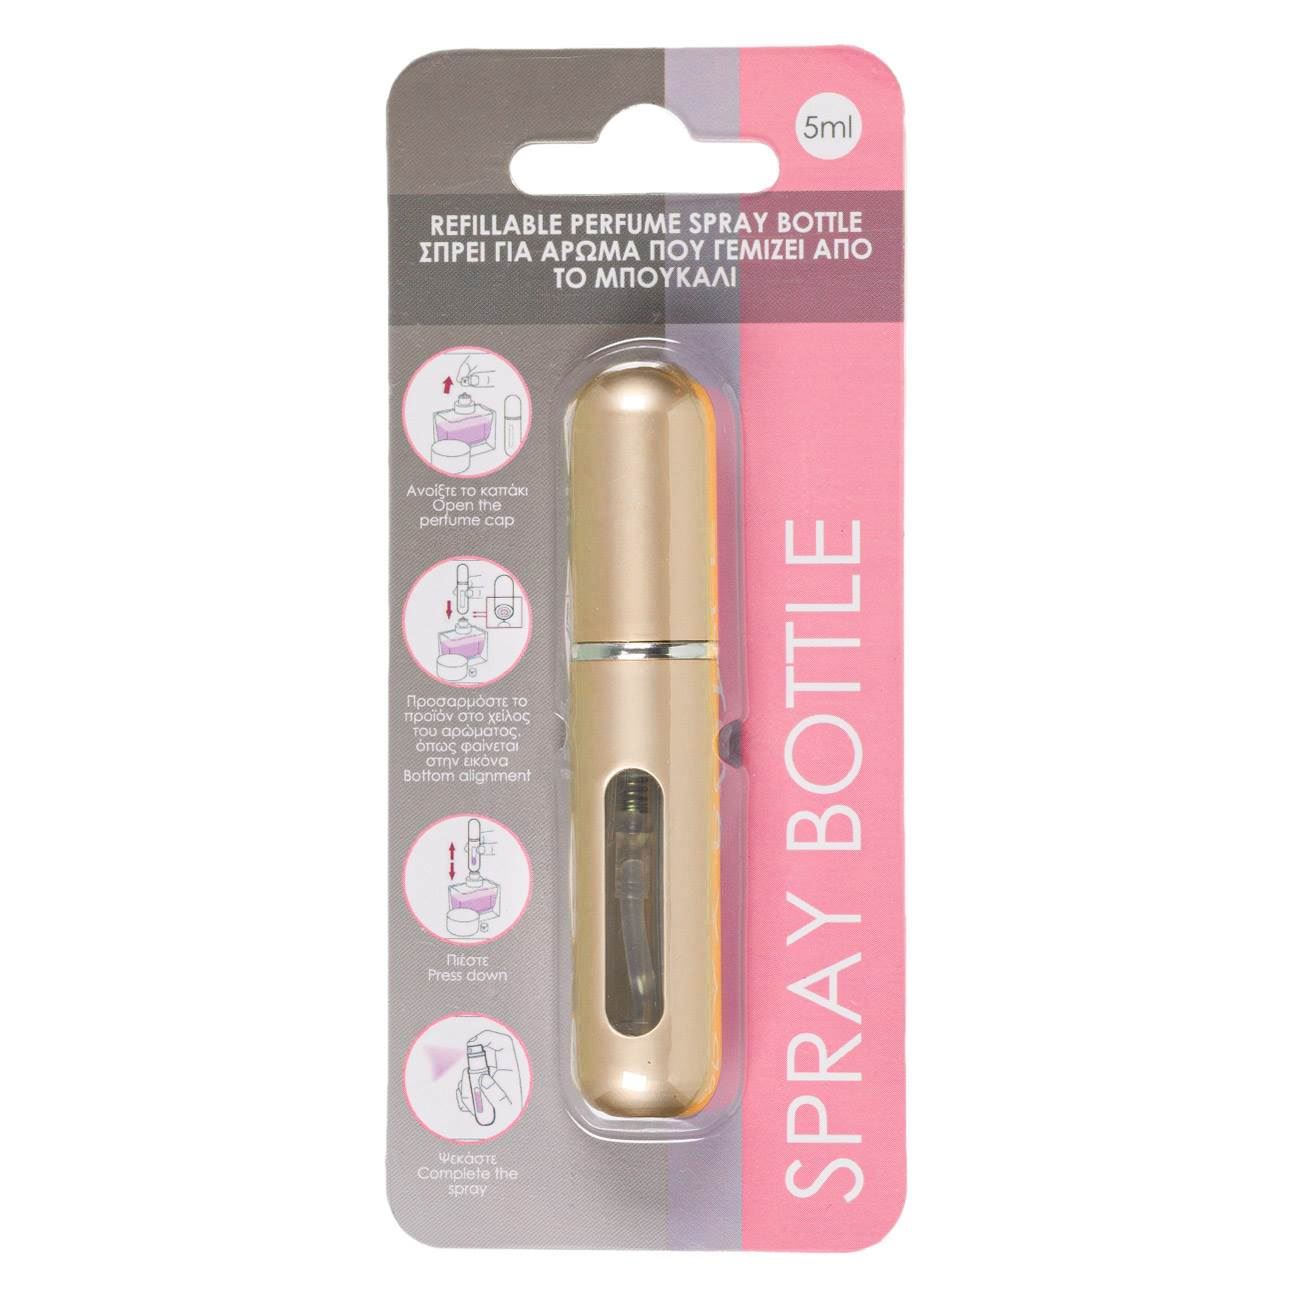 5ml
REFILLABLE PERFUME SPRAY BOTTLE
ΣΠΡΕΙ ΓΙΑ ΑΡΩΜΑ ΠΟΥ ΓΕΜΙΖΕΙ ΑΠΟ
ΤΟ ΜΠΟΥΚΑΛΙ
Ανοίξτε το καπάκι
Open the
perfume cap
Προσαρμόστε το
προϊόν στο χείλος
του αρώματος,
όπως φαίνεται
στην εικόνα
Bottom alignment
Πιέστε
Press down
Ψεκάστε
Complete the
spray
SPRAY BOTTLE